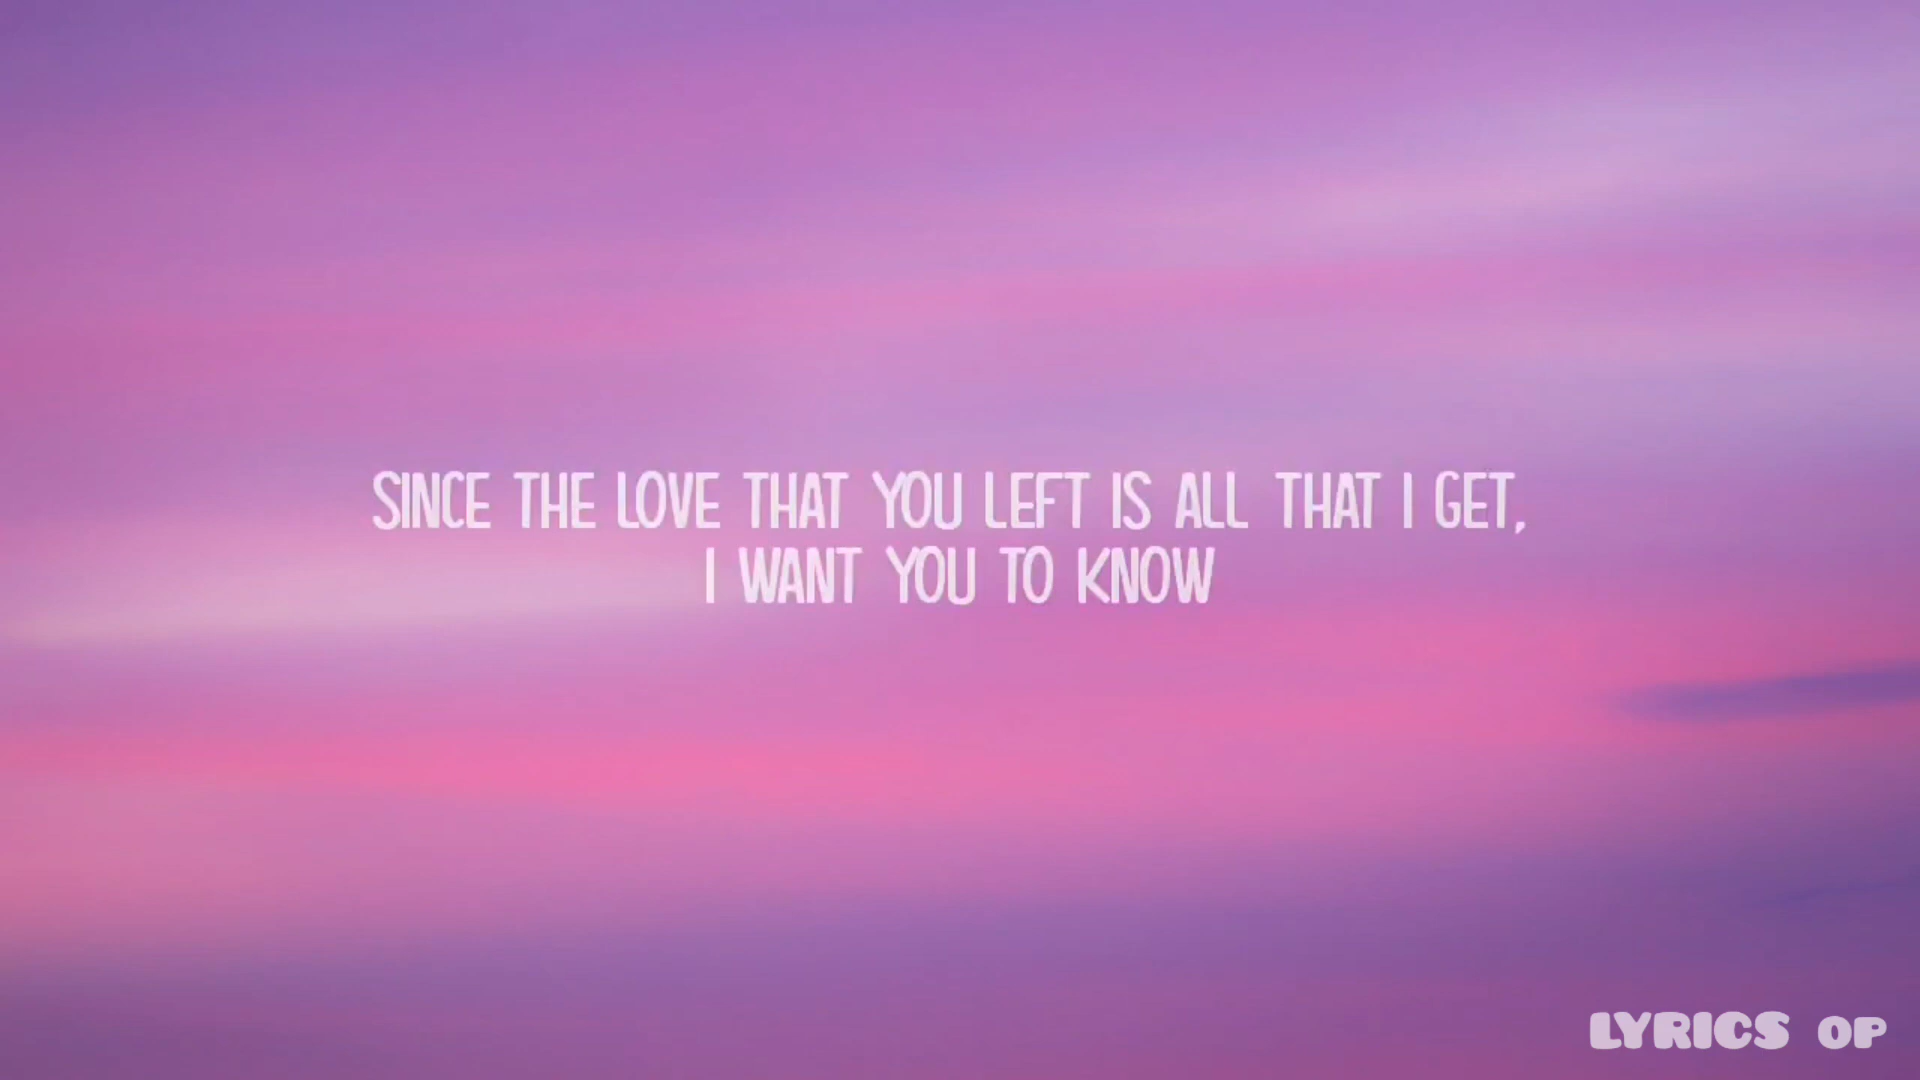 SINCE THE LOVE THAT YOU LEFT IS ALL THAT I GET,
I WANT YOU TO KNOW
LYRICS OP